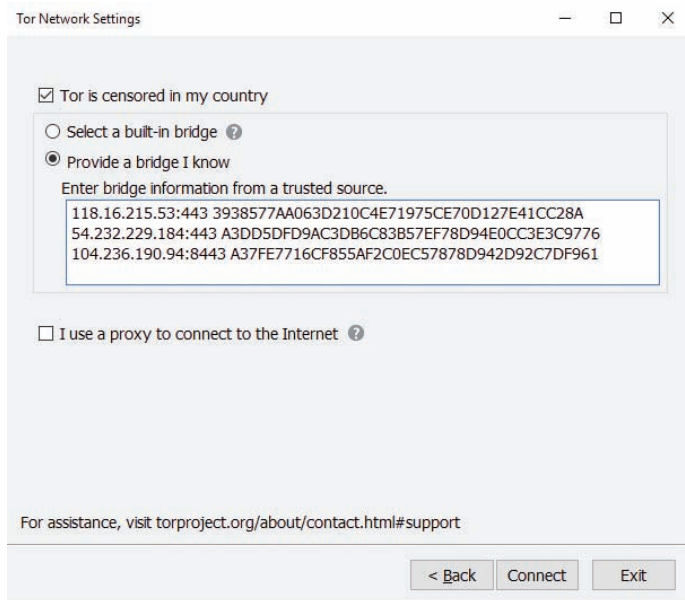 Tor Network Settings
Tor is censored in my country
Select a built-in bridge ?
Provide a bridge I know
Enter bridge information from a trusted source.
118.16.215.53:443 3938577AA063D210C4E71975CE70D127E41CC28A
54.232.229.184:443 A3DD5DFD9AC3DB6C83B57EF78D94E0CC3E3C9776
104.236.190.94:8443 A37FE7716CF855AF2C0EC57878D942D92C7DF961
I use a proxy to connect to the Internet ?
For assistance, visit torproject.org/about/contact.html#support
< Back Connect Exit